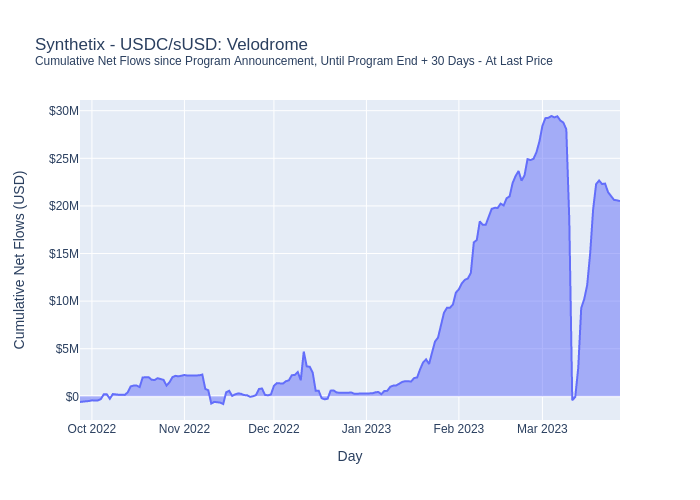 Synthetix - USDC/sUSD: Velodrome
Cumulative Net Flows since Program Announcement, Until Program End + 30 Days - At Last Price
Cumulative Net Flows (USD)
$30M
$25M
$20M
$15M
$10M
$5M
$0
Oct 2022
Nov 2022
Dec 2022
Jan 2023
Feb 2023
Mar 2023
Day